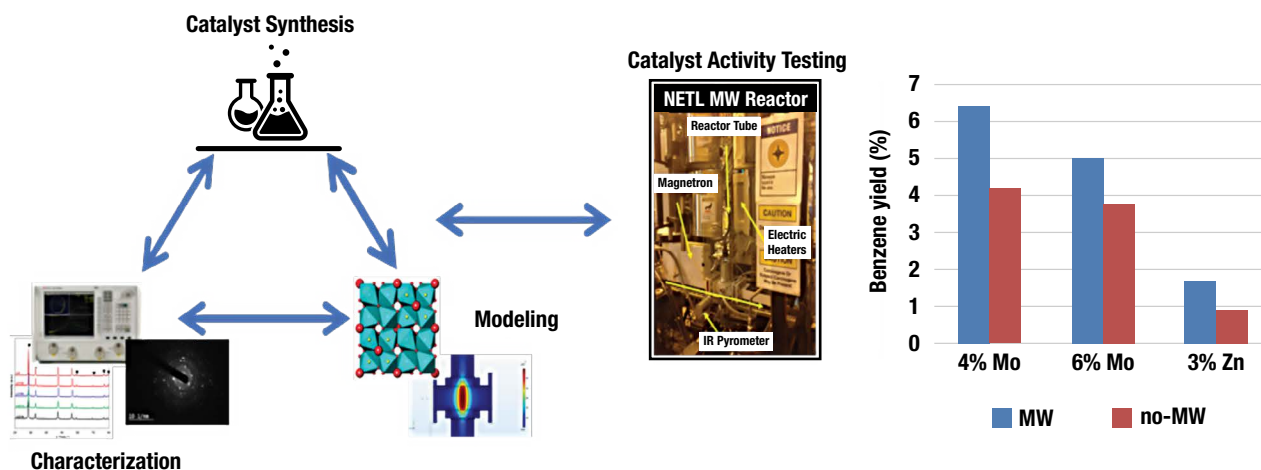 Catalyst Synthesis
Characterization
Modeling
Catalyst Activity Testing
NETL MW Reactor
Reactor Tube
NOTICE
Magnetron
CAUTION
Electric
Heaters
IR Pyrometer
Benzene yield (%)
7
6
5
4
3
2
1
0
4% Mo
6% Mo
3% Zn
MW
no-MW